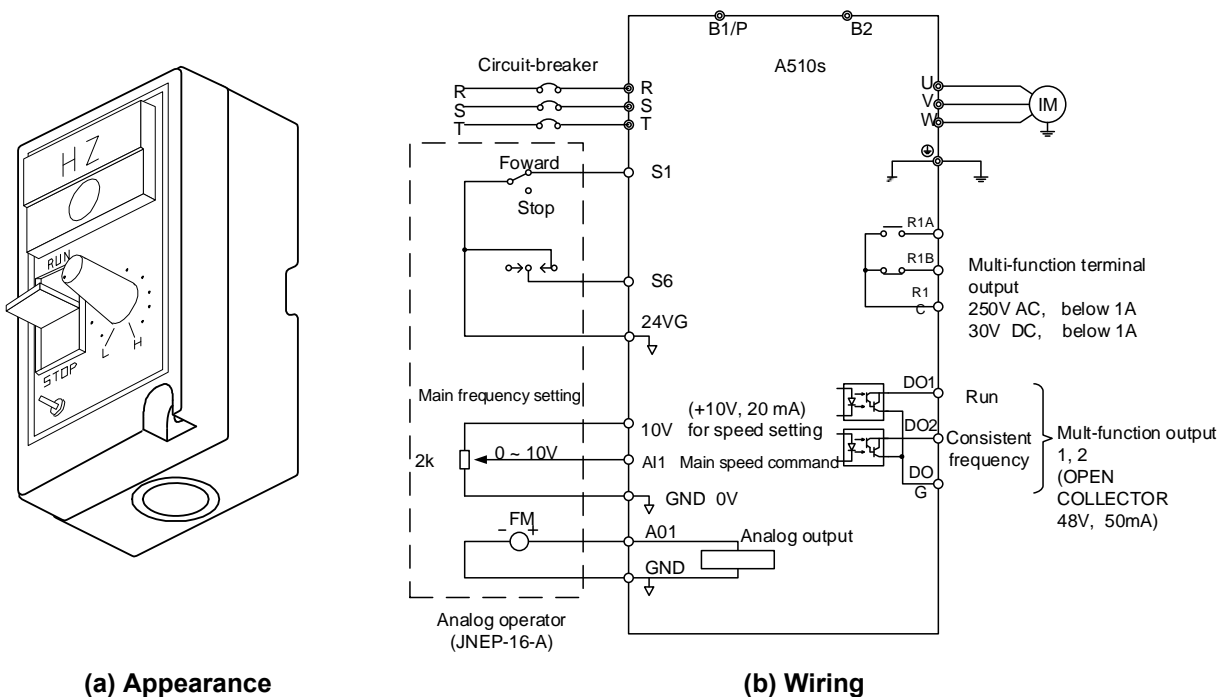 HZ
RUN
L
H
STOP
(a) Appearance
B1/P
B2
A510s
Circuit-breaker
R
S
T
R
S
T
U
V
W
IM
Foward
Stop
S1
S6
24VG
R1A
R1B
R1
C
Multi-function terminal
output
250V AC, below 1A
30V DC, below 1A
Main frequency setting
2k
0 ~ 10V
10V
AI1
GND 0V
(+10V, 20 mA)
for speed setting
Main speed command
DO1
DO2
DO
G
Run
Consistent
frequency
Mult-function output
1, 2
(OPEN
COLLECTOR
48V, 50mA)
FM
- +
A01
GND
Analog output
Analog operator
(JNEP-16-A)
(b) Wiring